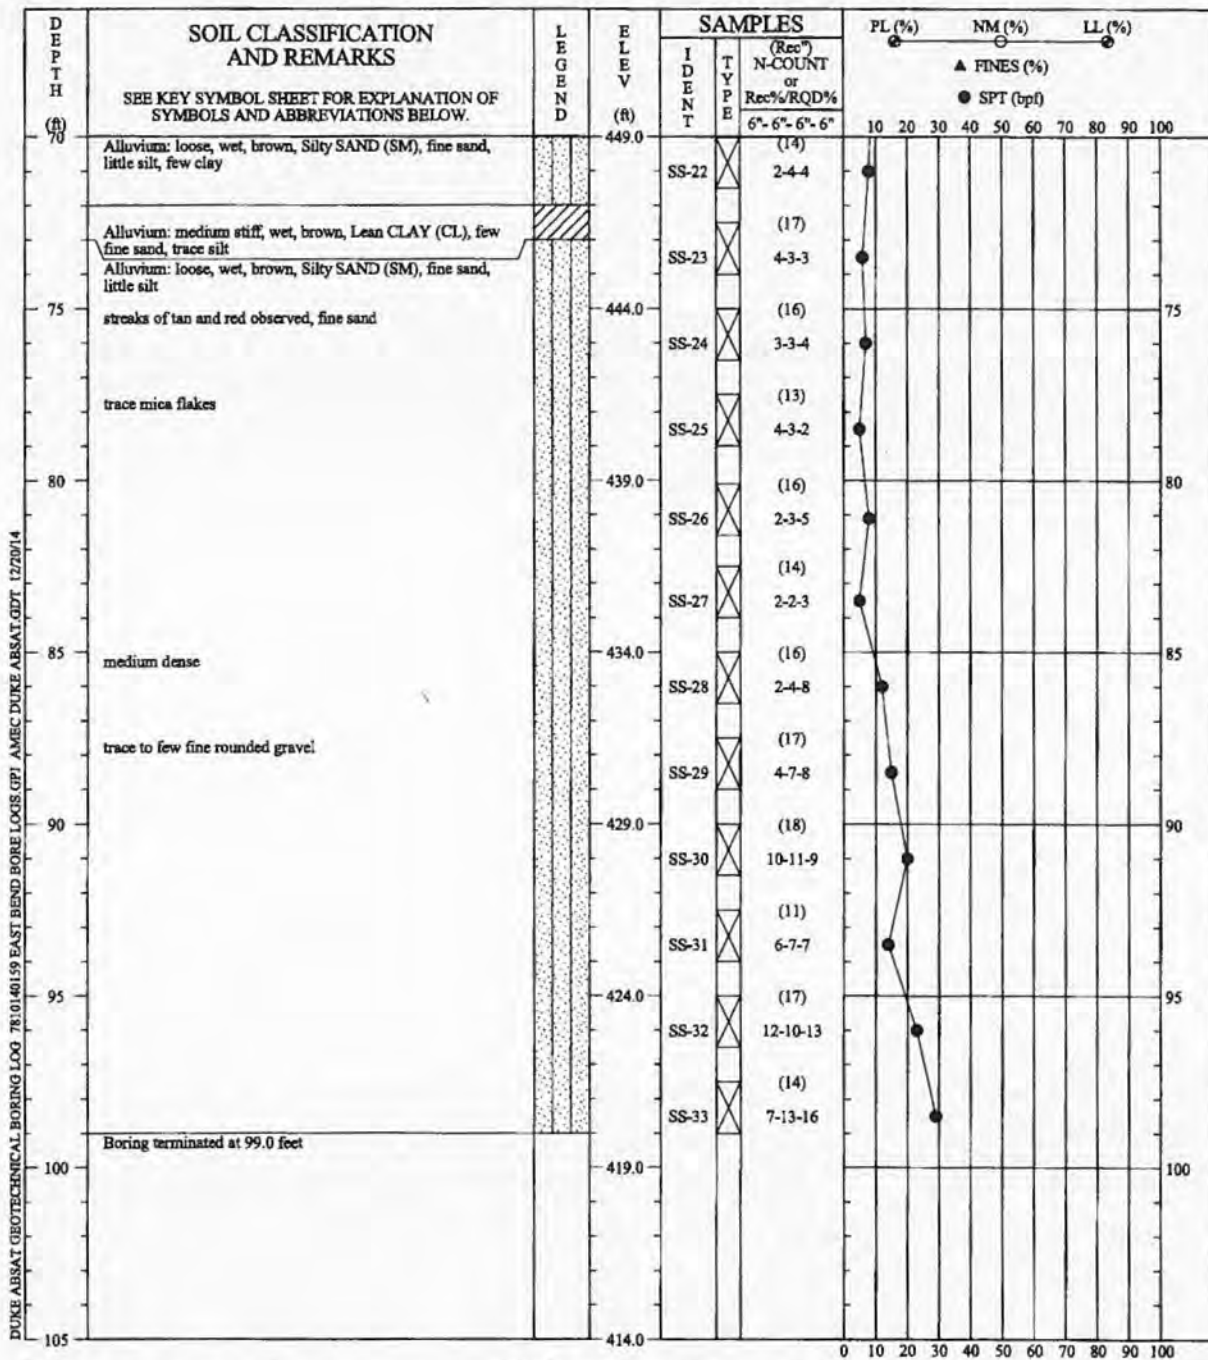 DEPTH
(ft)
SOIL CLASSIFICATION
AND REMARKS
SEE KEY SYMBOL SHEET FOR EXPLANATION OF
SYMBOLS AND ABBREVIATIONS BELOW.
LEGEND
ELEV
(ft)
SAMPLES
IDENT
TYPE
(Rec")
N-COUNT
or
Rec%/RQD%
6"- 6"- 6"- 6"
PL (%) NM (%) LL (%)
▲ FINES (%)
● SPT (bpf)
10 20 30 40 50 60 70 80 90 100
70 449.0
Alluvium: loose, wet, brown, Silty SAND (SM), fine sand,
little silt, few clay
(14)
SS-22 2-4-4
Alluvium: medium stiff, wet, brown, Lean CLAY (CL), few
fine sand, trace silt
(17)
SS-23 4-3-3
Alluvium: loose, wet, brown, Silty SAND (SM), fine sand,
little silt
75 444.0 (16) 75
streaks of tan and red observed, fine sand
SS-24 3-3-4
(13)
trace mica flakes
SS-25 4-3-2
80 439.0 (16) 80
SS-26 2-3-5
(14)
SS-27 2-2-3
85 434.0 (16) 85
medium dense
SS-28 2-4-8
(17)
trace to few fine rounded gravel
SS-29 4-7-8
90 429.0 (18) 90
SS-30 10-11-9
(11)
SS-31 6-7-7
95 424.0 (17) 95
SS-32 12-10-13
(14)
SS-33 7-13-16
Boring terminated at 99.0 feet
100 419.0 100
105 414.0
0 10 20 30 40 50 60 70 80 90 100
DUKE ABSAT GEOTECHNICAL BORING LOG 7810140159 EAST BEND BORE LOGS.GPJ AMEC DUKE ABSAT.GDT 12/20/14